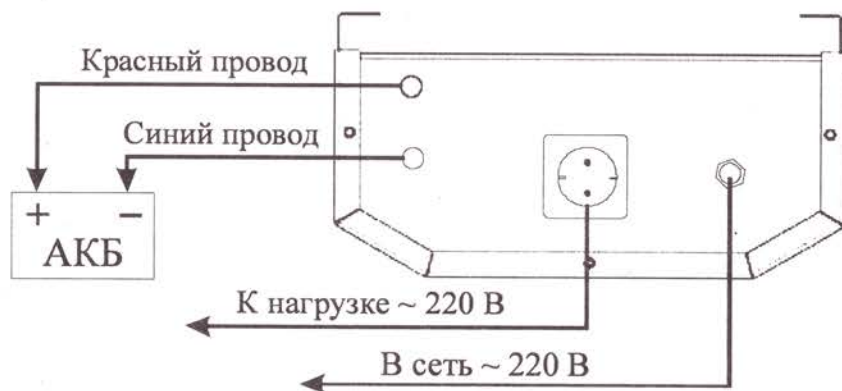 Красный провод
Синий провод
+ −
АКБ
К нагрузке ~ 220 В
В сеть ~ 220 В